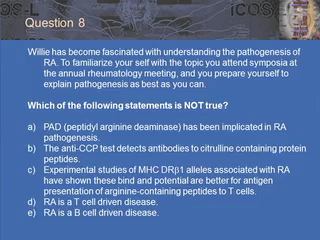 Question 8
Willie has become fascinated with understanding the pathogenesis of
RA. To familiarize your self with the topic you attend symposia at
the annual rheumatology meeting, and you prepare yourself to
explain pathogenesis as best as you can.
Which of the following statements is NOT true?
a) PAD (peptidyl arginine deaminase) has been implicated in RA
pathogenesis.
b) The anti-CCP test detects antibodies to citrulline containing protein
peptides.
c) Experimental studies of MHC DRβ1 alleles associated with RA
have shown these bind and potential are better for antigen
presentation of arginine-containing peptides to T cells.
d) RA is a T cell driven disease.
e) RA is a B cell driven disease.